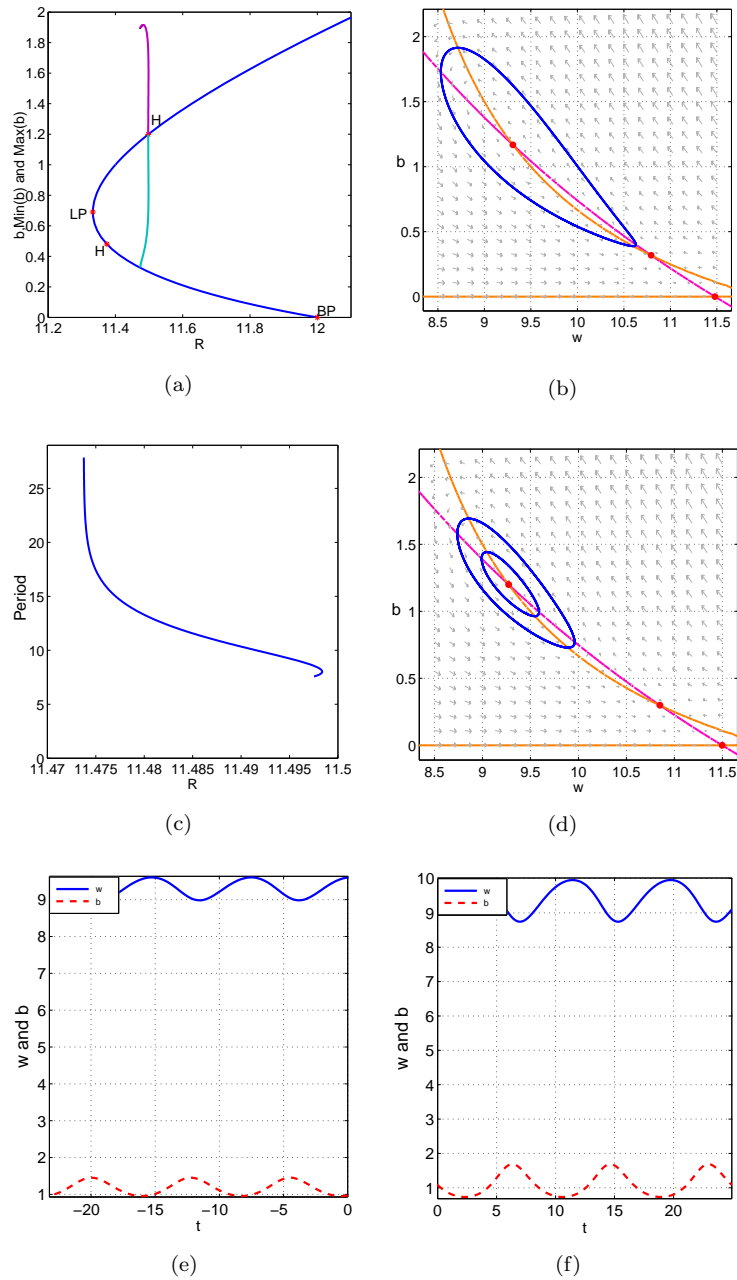 2
1.8
1.6
1.4
1.2
1
0.8
0.6
0.4
0.2
0
b,Min(b) and Max(b)
H
LP
H
BP
11.2 11.4 11.6 11.8 12
R
(a)
2
1.5
b
1
0.5
0
8.5 9 9.5 10 10.5 11 11.5
w
(b)
25
20
15
10
5
0
Period
11.47 11.475 11.48 11.485 11.49 11.495 11.5
R
(c)
2
1.5
b
1
0.5
0
8.5 9 9.5 10 10.5 11 11.5
w
(d)
w
b
9
8
7
6
5
4
3
2
1
w and b
−20 −15 −10 −5 0
t
(e)
w
b
10
9
8
7
6
5
4
3
2
1
w and b
0 5 10 15 20
t
(f)